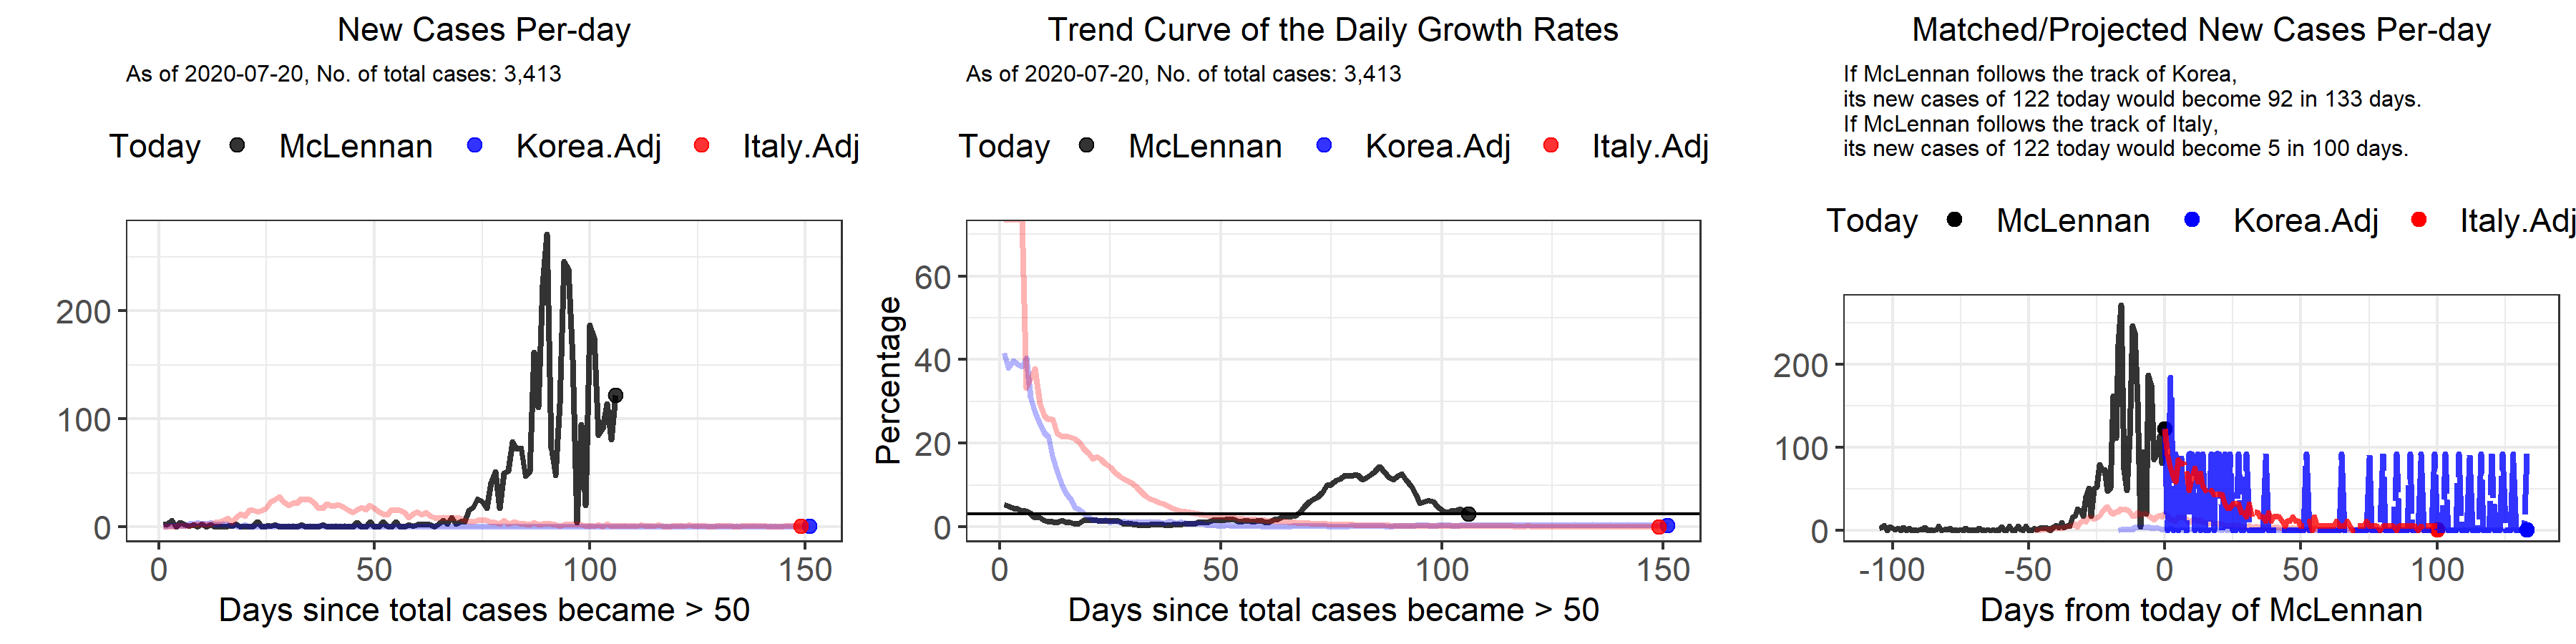 New Cases Per-day
As of 2020-07-20, No. of total cases: 3,413
Today McLennan Korea.Adj Italy.Adj
200
100
0
0 50 100 150
Days since total cases became > 50
Trend Curve of the Daily Growth Rates
As of 2020-07-20, No. of total cases: 3,413
Today McLennan Korea.Adj Italy.Adj
Percentage
60
40
20
0
0 50 100 150
Days since total cases became > 50
Matched/Projected New Cases Per-day
If McLennan follows the track of Korea,
its new cases of 122 today would become 92 in 133 days.
If McLennan follows the track of Italy,
its new cases of 122 today would become 5 in 100 days.
Today McLennan Korea.Adj Italy.Adj
200
100
0
-100 -50 0 50 100
Days from today of McLennan